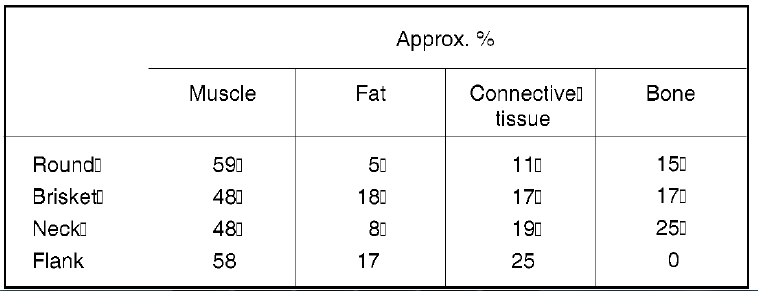 Approx. %
Muscle Fat Connective tissue Bone
Round 59 5 11 15
Brisket 48 18 17 17
Neck 48 8 19 25
Flank 58 17 25 0